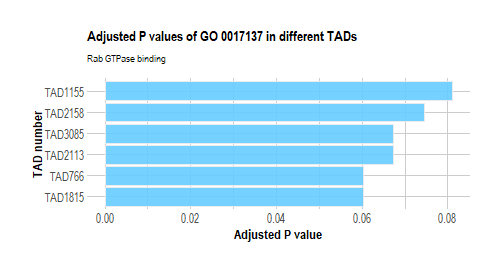 Adjusted P values of GO 0017137 in different TADs
Rab GTPase binding
TAD number
TAD1155
TAD2158
TAD3085
TAD2113
TAD766
TAD1815
0.00 0.02 0.04 0.06 0.08
Adjusted P value